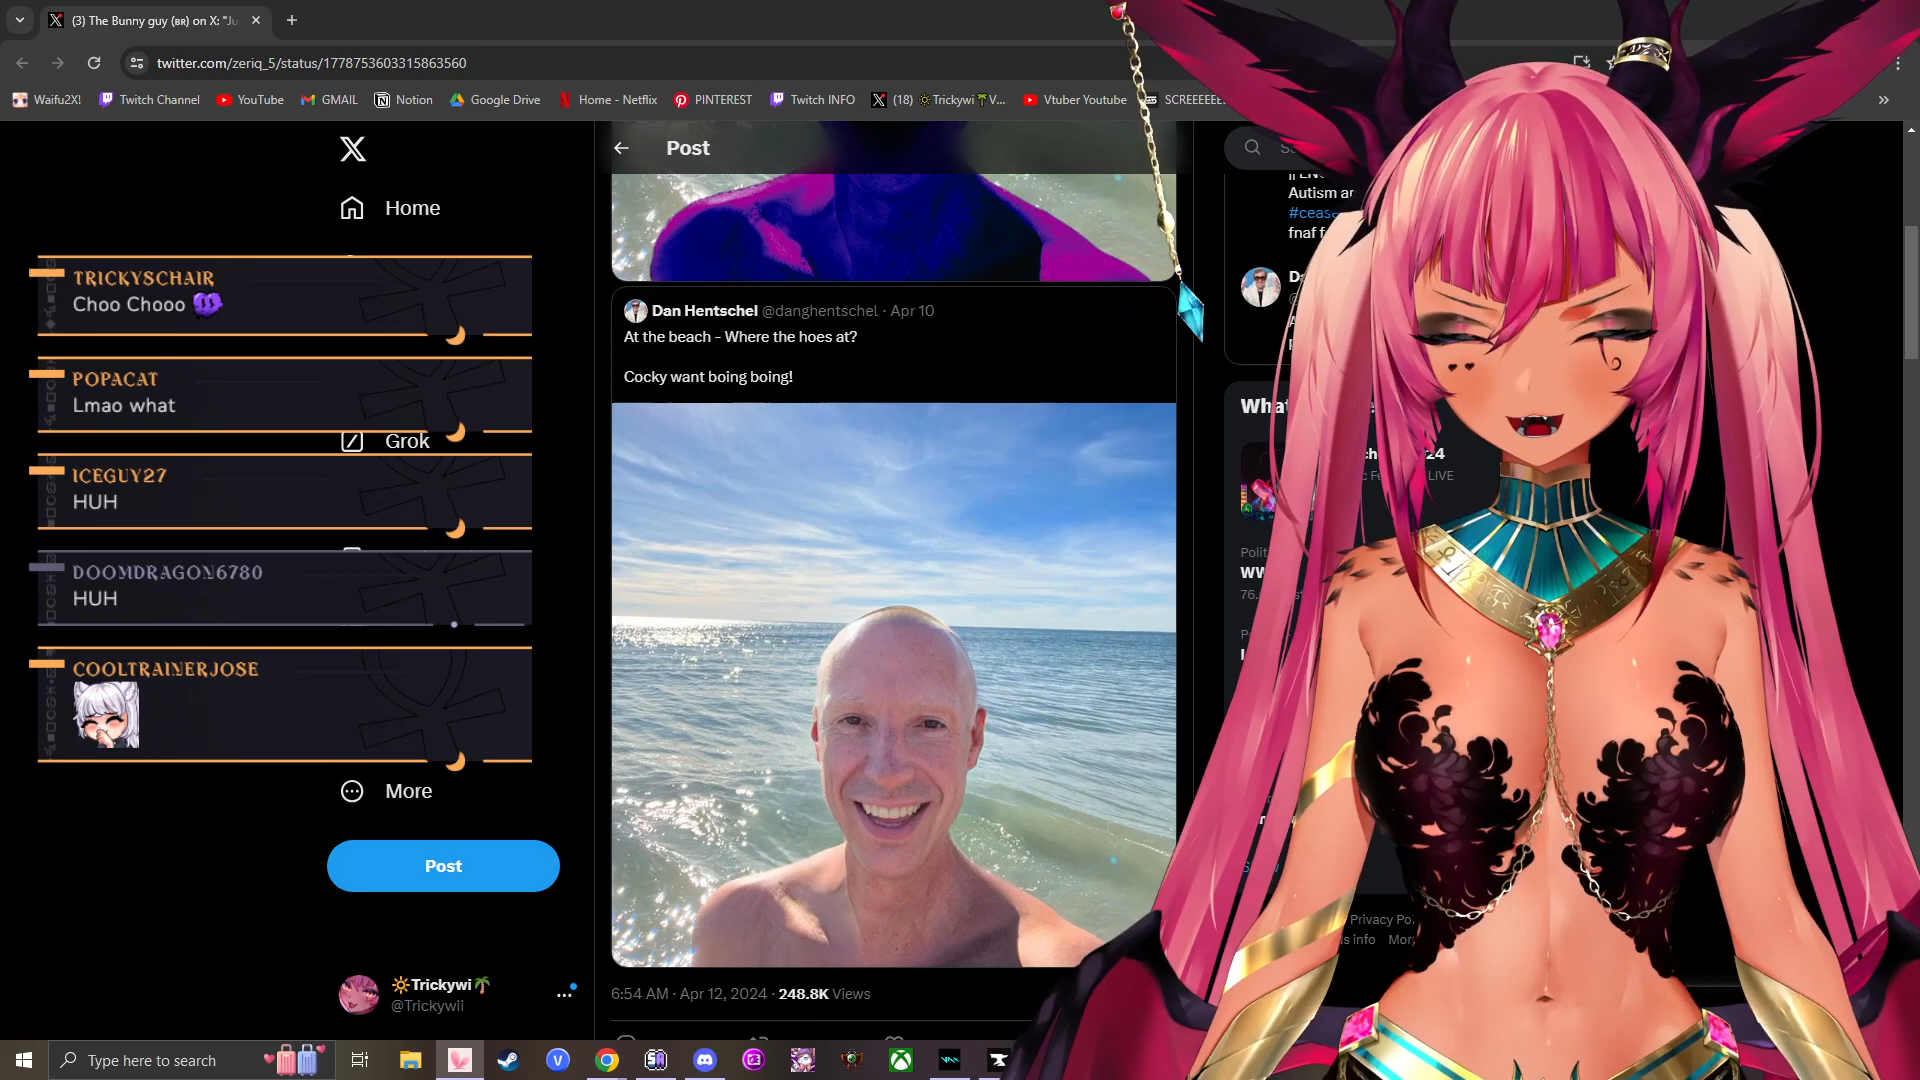 (3) The Bunny guy (BR) on X: "Ju
twitter.com/zeriq_5/status/1778753603315863560
Waifu2X! Twitch Channel YouTube GMAIL Notion Google Drive Home - Netflix PINTEREST Twitch INFO (18) 🔆Trickywi🌴V... Vtuber Youtube SCREEEEEE
Home
TRICKYSCHAIR
Choo Chooo
POPACAT
Lmao what
Grok
ICEGUY27
HUH
DOOMDRAGON6780
HUH
COOLTRAINERJOSE
More
Post
🔆Trickywi🌴
@Trickywii
Post
Dan Hentschel @danghentschel · Apr 10
At the beach - Where the hoes at?
Cocky want boing boing!
6:54 AM · Apr 12, 2024 · 248.8K Views
Autism
#cease
fnaf
LIVE
Privacy
info
Type here to search